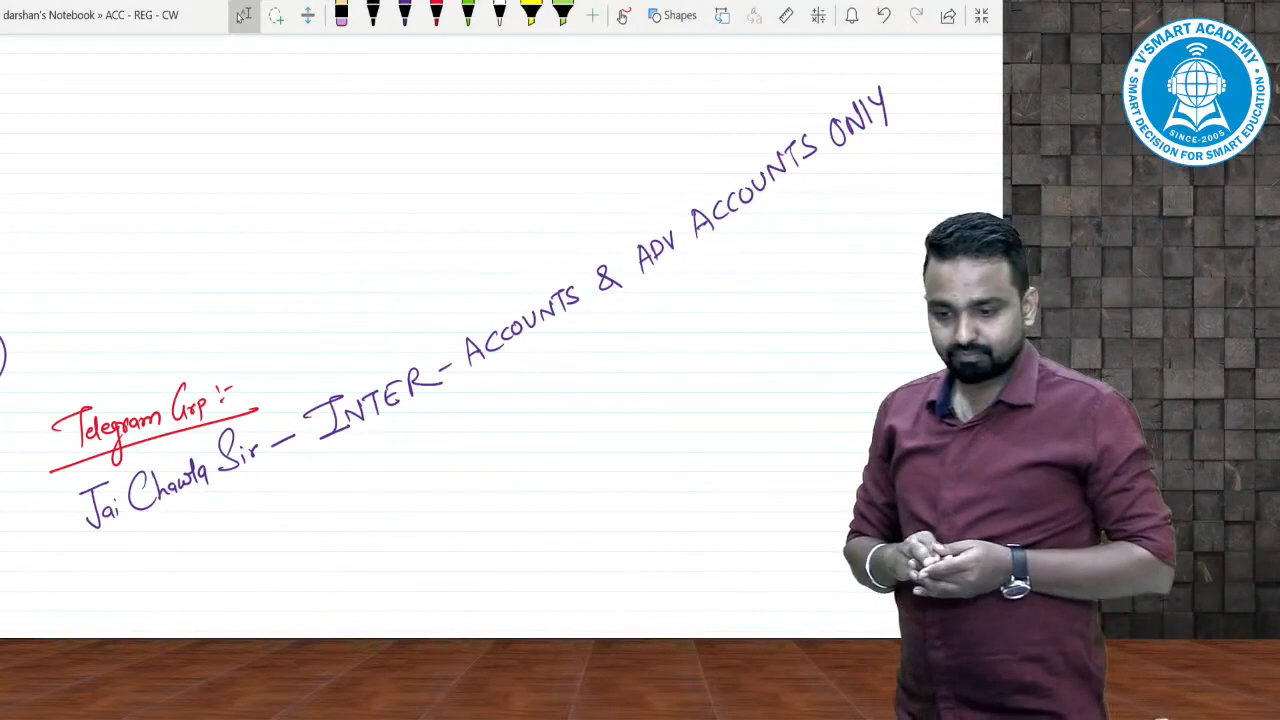 darshan's Notebook » ACC - REG - CW
Shapes
V'SMART ACADEMY
SINCE-2005
SMART DECISION FOR SMART EDUCATION
Telegram Grp :-
Jai Chawla Sir - INTER - ACCOUNTS & ADV ACCOUNTS ONLY